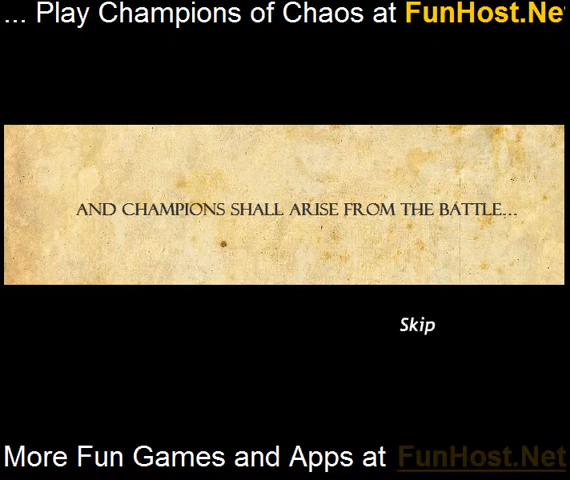 ... Play Champions of Chaos at FunHost.Net
AND CHAMPIONS SHALL ARISE FROM THE BATTLE...
Skip
More Fun Games and Apps at FunHost.Net